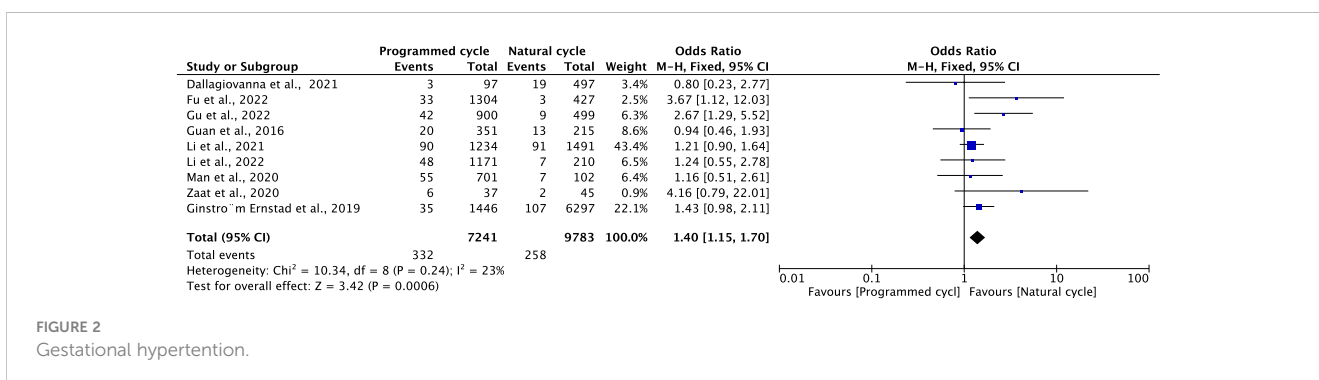 Programmed cycle Natural cycle Odds Ratio Odds Ratio
Study or Subgroup Events Total Events Total Weight M-H, Fixed, 95% CI M-H, Fixed, 95% CI
Dallagiovanna et al., 2021 3 97 19 497 3.4% 0.80 [0.23, 2.77]
Fu et al., 2022 33 1304 3 427 2.5% 3.67 [1.12, 12.03]
Gu et al., 2022 42 900 9 499 6.3% 2.67 [1.29, 5.52]
Guan et al., 2016 20 351 13 215 8.6% 0.94 [0.46, 1.93]
Li et al., 2021 90 1234 91 1491 43.4% 1.21 [0.90, 1.64]
Li et al., 2022 48 1171 7 210 6.5% 1.24 [0.55, 2.78]
Man et al., 2020 55 701 7 102 6.4% 1.16 [0.51, 2.61]
Zaat et al., 2020 6 37 2 45 0.9% 4.16 [0.79, 22.01]
Ginstro¨m Ernstad et al., 2019 35 1446 107 6297 22.1% 1.43 [0.98, 2.11]
Total (95% CI) 7241 9783 100.0% 1.40 [1.15, 1.70]
Total events 332 258
Heterogeneity: Chi² = 10.34, df = 8 (P = 0.24); I² = 23%
Test for overall effect: Z = 3.42 (P = 0.0006)
0.01 0.1 1 10 100
Favours [Programmed cycl] Favours [Natural cycle]
FIGURE 2
Gestational hypertention.